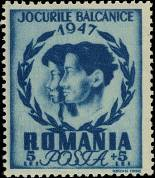 JOCURILE BALCANICE
1947
ROMANIA
5 POSTA +5
LEI LEI